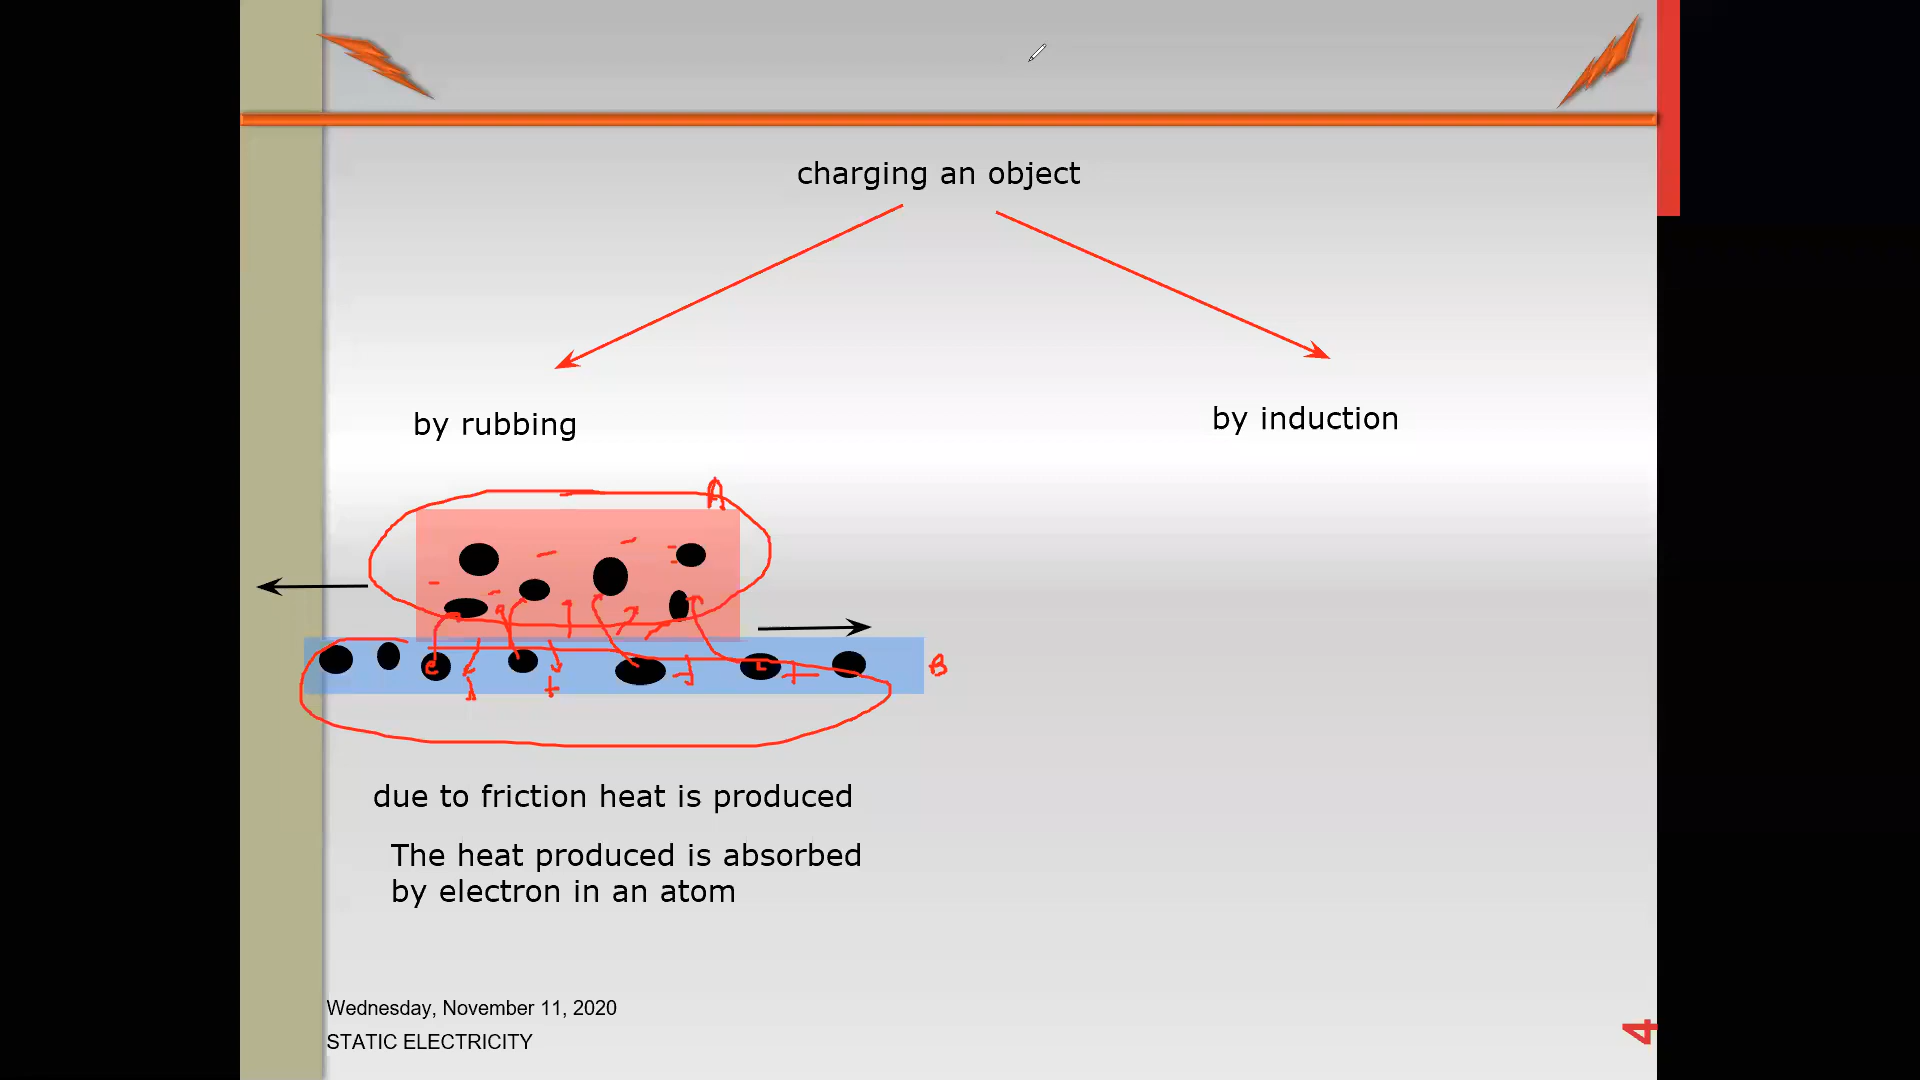 charging an object
by rubbing
by induction
A
B
due to friction heat is produced
The heat produced is absorbed
by electron in an atom
Wednesday, November 11, 2020
STATIC ELECTRICITY
4